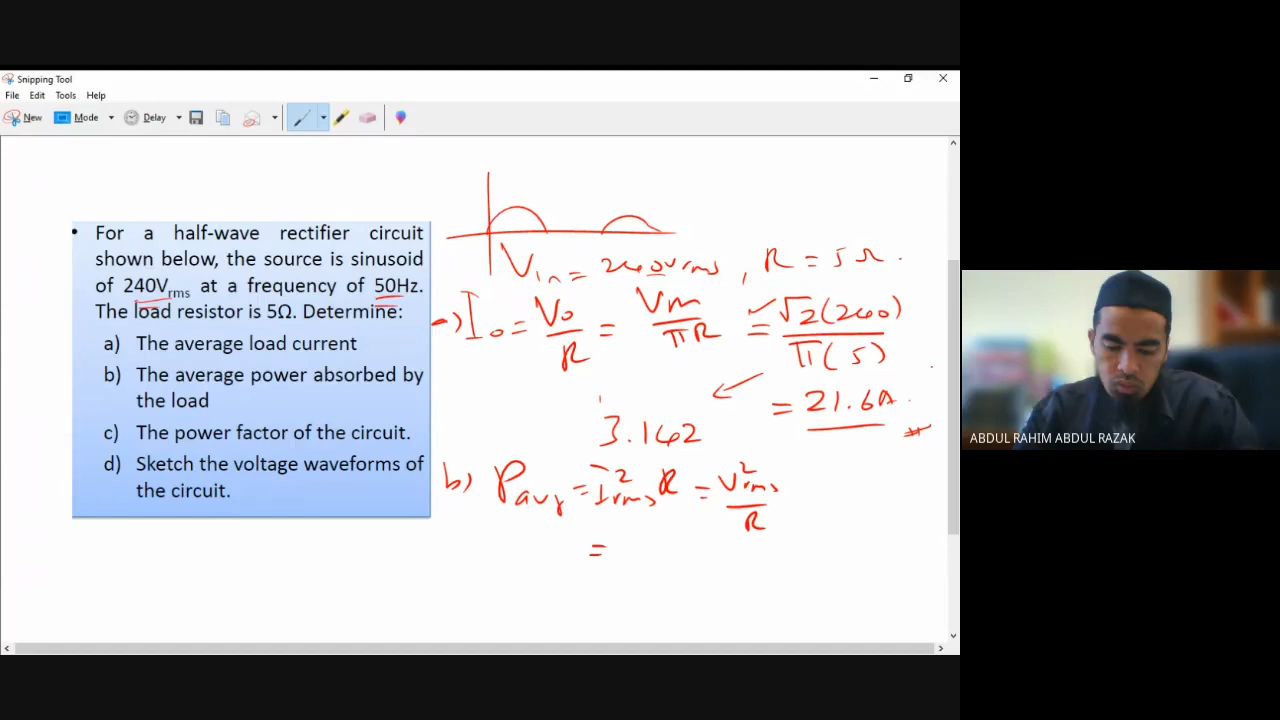 Snipping Tool
File Edit Tools Help
New Mode Delay
• For a half-wave rectifier circuit
shown below, the source is sinusoid
of 240Vrms at a frequency of 50Hz.
The load resistor is 5Ω. Determine:
a) The average load current
b) The average power absorbed by
the load
c) The power factor of the circuit.
d) Sketch the voltage waveforms of
the circuit.
Vin = 240Vrms , R = 5Ω.
a) Io = Vo/R = Vm/πR = √2(240)/π(5)
= 21.6A.
3.142
b) Pavg = I²rms R = V²rms/R
=
ABDUL RAHIM ABDUL RAZAK